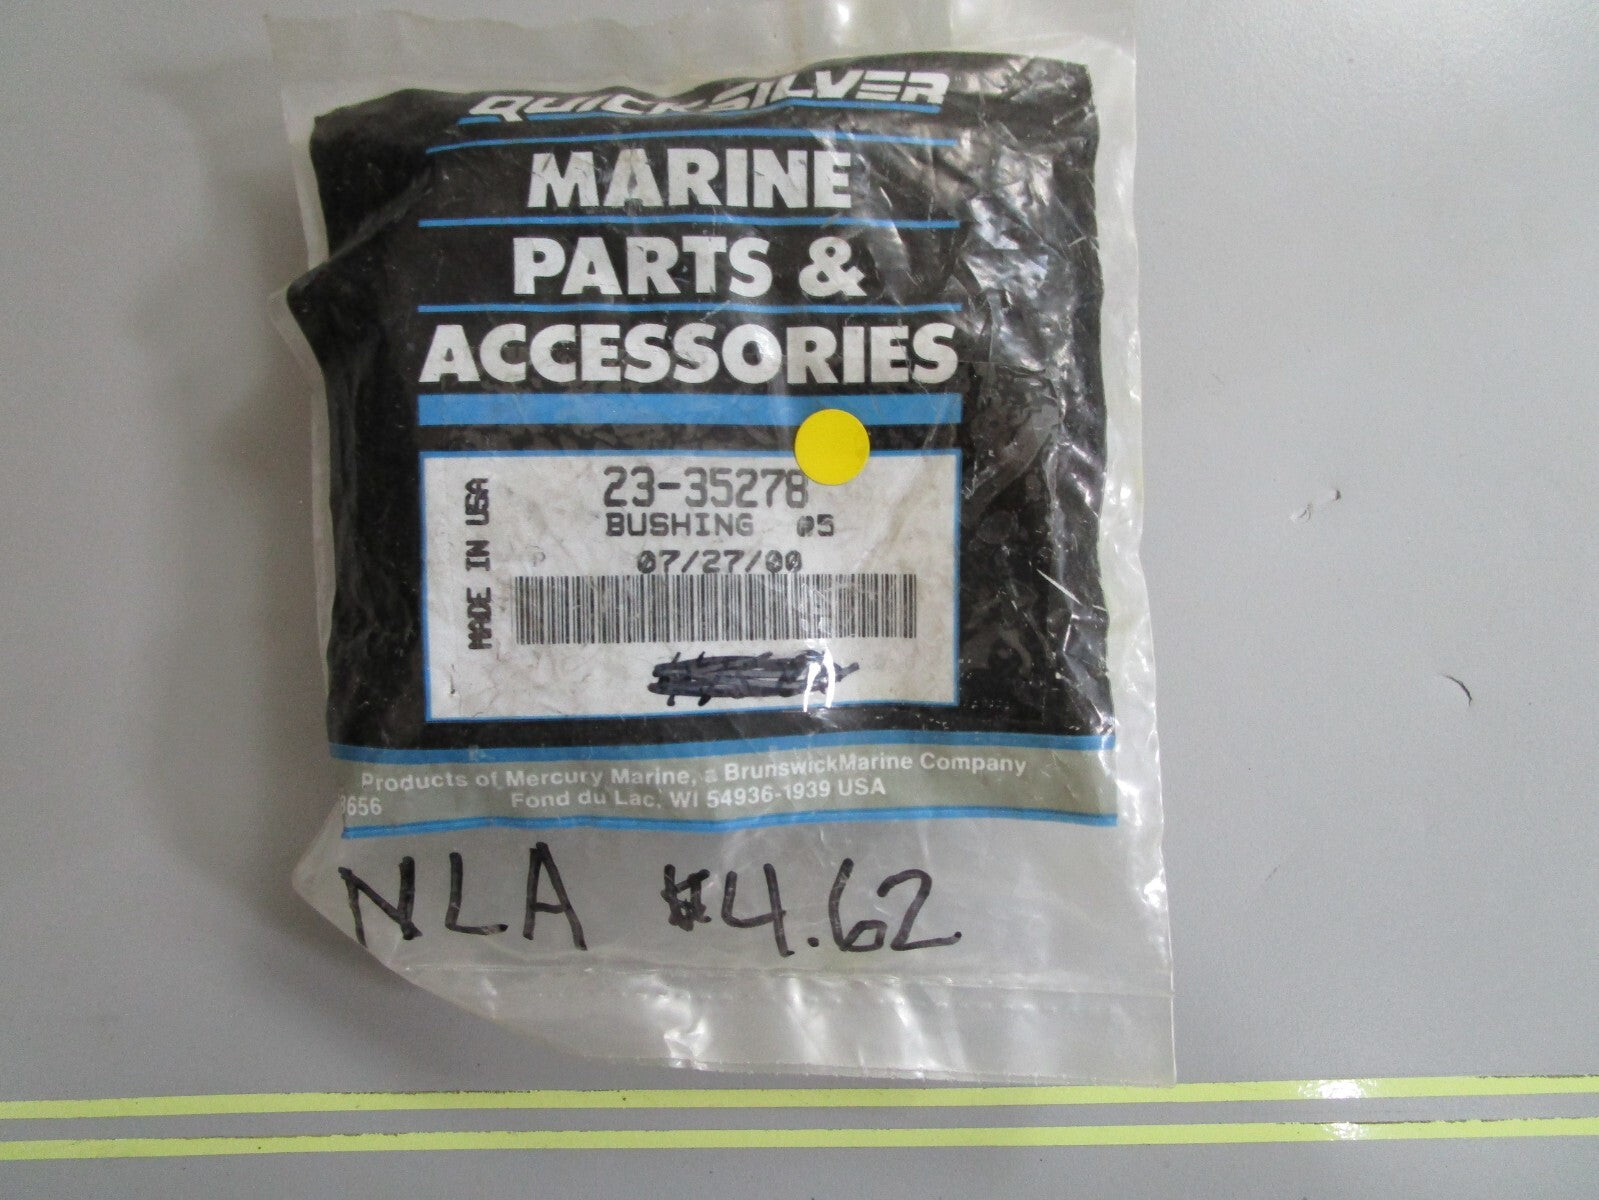 QUICKSILVER
MARINE
PARTS &
ACCESSORIES
MADE IN USA
23-35278
BUSHING @5
07/27/00
Products of Mercury Marine, a BrunswickMarine Company
Fond du Lac, WI 54936-1939 USA
8656
NLA $4.62